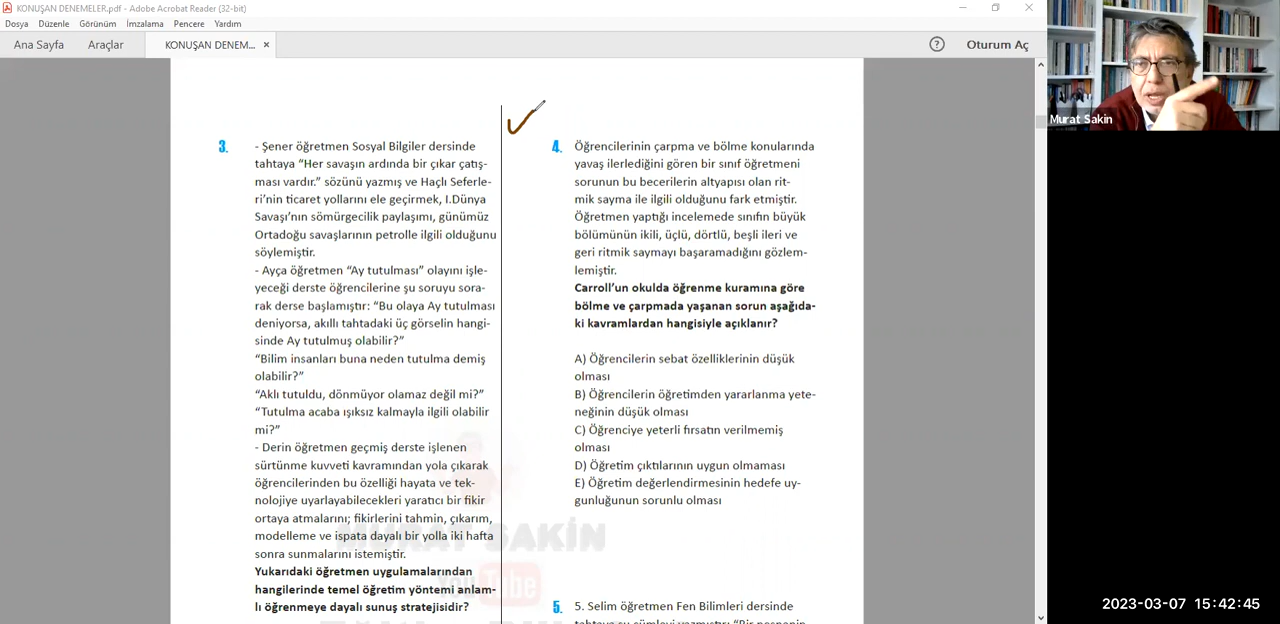 KONUŞAN DENEMELER.pdf - Adobe Acrobat Reader (32-bit)
Dosya Düzenle Görünüm İmzalama Pencere Yardım
Ana Sayfa Araçlar KONUŞAN DENEM... × Oturum Aç
Murat Sakin
3. - Şener öğretmen Sosyal Bilgiler dersinde
tahtaya “Her savaşın ardında bir çıkar çatış-
ması vardır.” sözünü yazmış ve Haçlı Seferle-
ri’nin ticaret yollarını ele geçirmek, I.Dünya
Savaşı’nın sömürgecilik paylaşımı, günümüz
Ortadoğu savaşlarının petrolle ilgili olduğunu
söylemiştir.
- Ayça öğretmen “Ay tutulması” olayını işle-
yeceği derste öğrencilerine şu soruyu sora-
rak derse başlamıştır: “Bu olaya Ay tutulması
deniyorsa, akıllı tahtadaki üç görselin hangi-
sinde Ay tutulmuş olabilir?”
“Bilim insanları buna neden tutulma demiş
olabilir?”
“Aklı tutuldu, dönmüyor olamaz değil mi?”
“Tutulma acaba ışıksız kalmayla ilgili olabilir
mi?”
- Derin öğretmen geçmiş derste işlenen
sürtünme kuvveti kavramından yola çıkarak
öğrencilerinden bu özelliği hayata ve tek-
nolojiye uyarlayabilecekleri yaratıcı bir fikir
ortaya atmalarını; fikirlerini tahmin, çıkarım,
modelleme ve ispata dayalı bir yolla iki hafta
sonra sunmalarını istemiştir.
Yukarıdaki öğretmen uygulamalarından
hangilerinde temel öğretim yöntemi anlam-
lı öğrenmeye dayalı sunuş stratejisidir?
4. Öğrencilerinin çarpma ve bölme konularında
yavaş ilerlediğini gören bir sınıf öğretmeni
sorunun bu becerilerin altyapısı olan rit-
mik sayma ile ilgili olduğunu fark etmiştir.
Öğretmen yaptığı incelemede sınıfın büyük
bölümünün ikili, üçlü, dörtlü, beşli ileri ve
geri ritmik saymayı başaramadığını gözlem-
lemiştir.
Carroll’un okulda öğrenme kuramına göre
bölme ve çarpmada yaşanan sorun aşağıda-
ki kavramlardan hangisiyle açıklanır?
A) Öğrencilerin sebat özelliklerinin düşük
olması
B) Öğrencilerin öğretimden yararlanma yete-
neğinin düşük olması
C) Öğrenciye yeterli fırsatın verilmemiş
olması
D) Öğretim çıktılarının uygun olmaması
E) Öğretim değerlendirmesinin hedefe uy-
gunluğunun sorunlu olması
5. 5. Selim öğretmen Fen Bilimleri dersinde
MURAT SAKİN
YouTube
2023-03-07 15:42:45